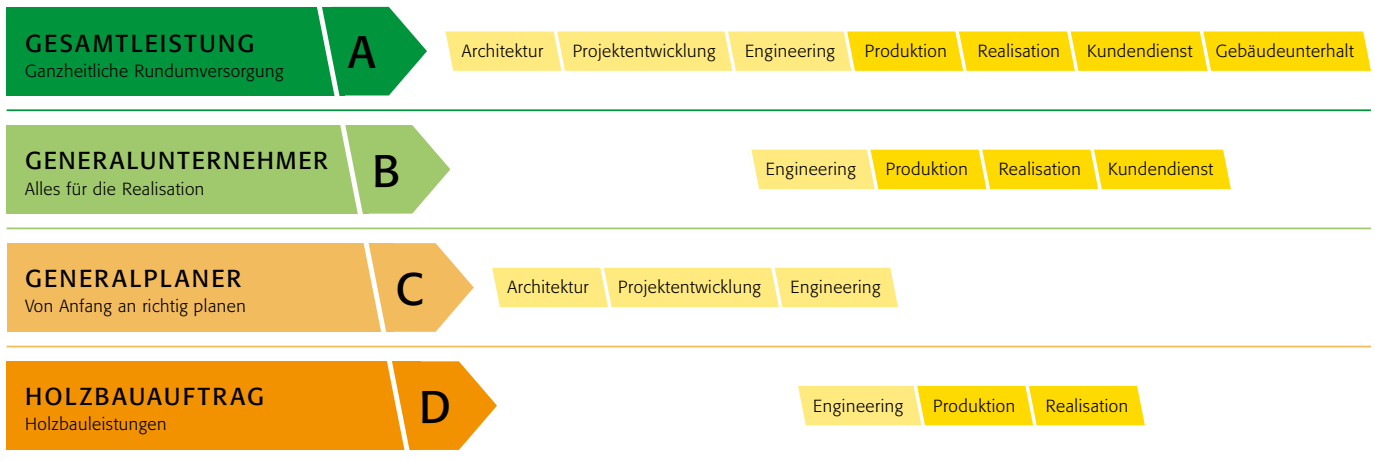 GESAMTLEISTUNG
Ganzheitliche Rundumversorgung
A
Architektur Projektentwicklung Engineering Produktion Realisation Kundendienst Gebäudeunterhalt
GENERALUNTERNEHMER
Alles für die Realisation
B
Engineering Produktion Realisation Kundendienst
GENERALPLANER
Von Anfang an richtig planen
C
Architektur Projektentwicklung Engineering
HOLZBAUAUFTRAG
Holzbauleistungen
D
Engineering Produktion Realisation